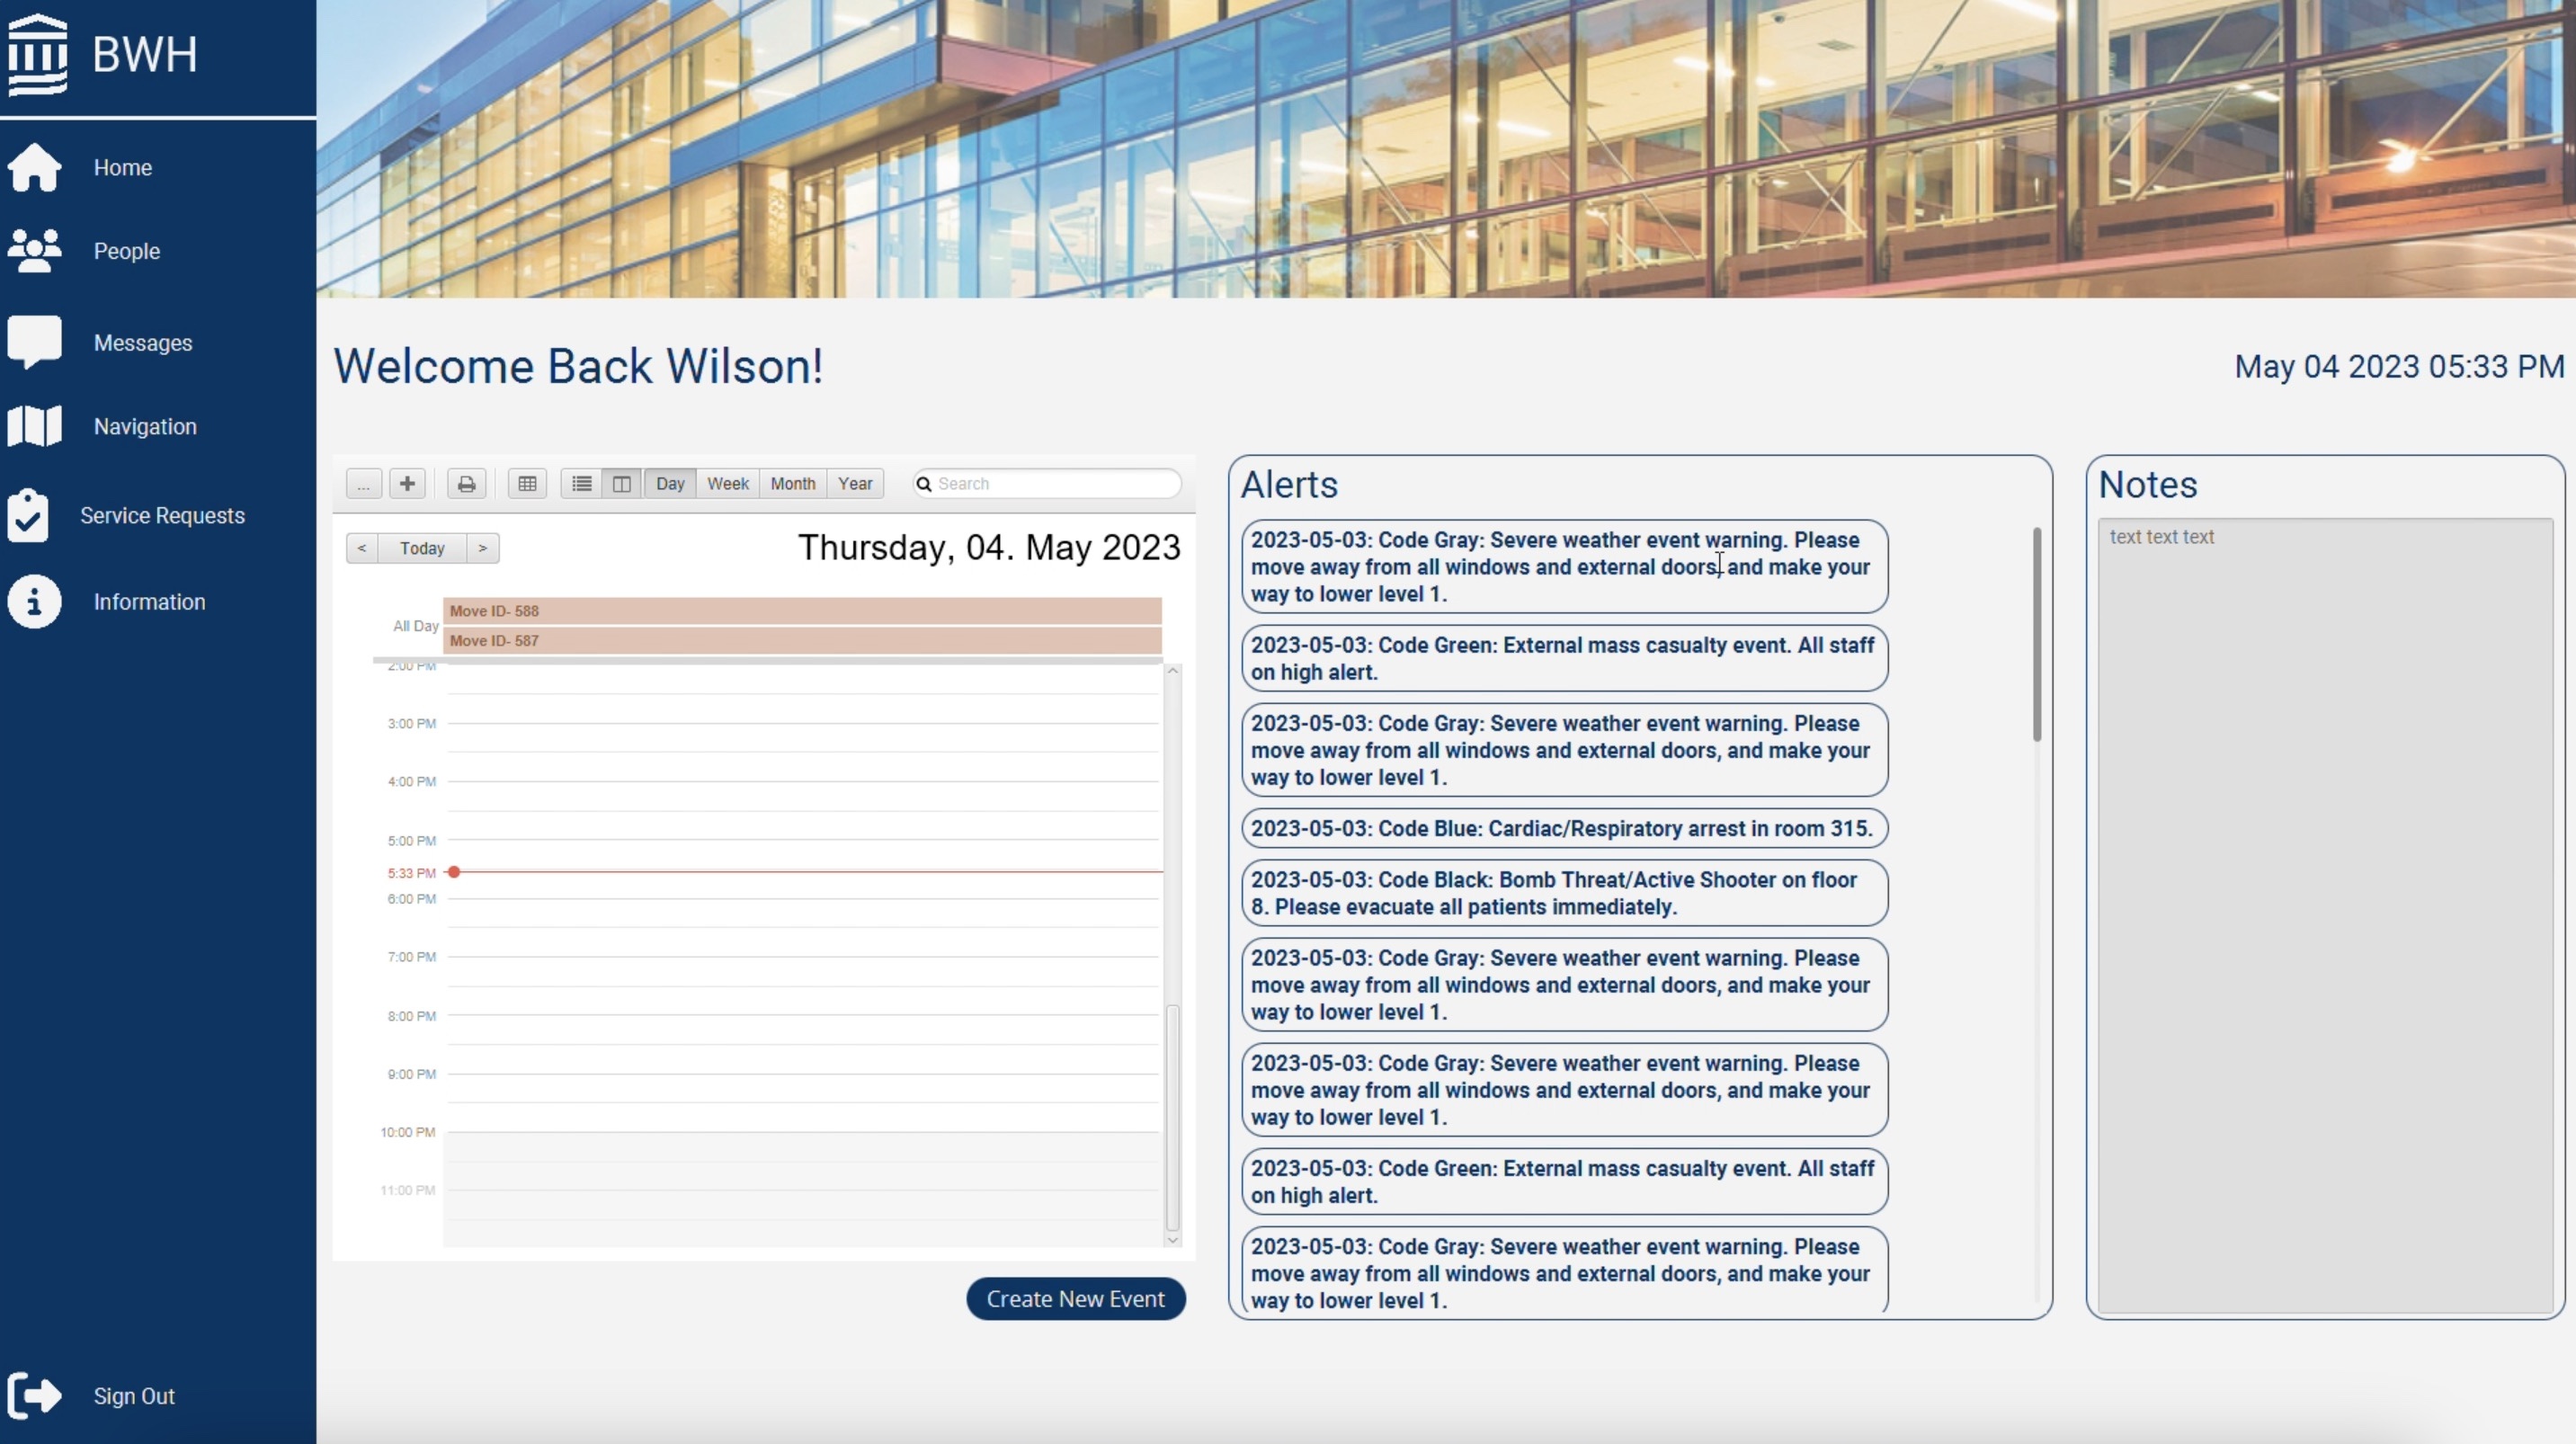 BWH
Home
People
Messages
Navigation
Service Requests
Information
Sign Out
Welcome Back Wilson!
May 04 2023 05:33 PM
...
Day
Week
Month
Year
Search
<
Today
>
Thursday, 04. May 2023
All Day
Move ID- 588
Move ID- 587
2:00 PM
3:00 PM
4:00 PM
5:00 PM
5:33 PM
6:00 PM
7:00 PM
8:00 PM
9:00 PM
10:00 PM
11:00 PM
Create New Event
Alerts
2023-05-03: Code Gray: Severe weather event warning. Please
move away from all windows and external doors, and make your
way to lower level 1.
2023-05-03: Code Green: External mass casualty event. All staff
on high alert.
2023-05-03: Code Gray: Severe weather event warning. Please
move away from all windows and external doors, and make your
way to lower level 1.
2023-05-03: Code Blue: Cardiac/Respiratory arrest in room 315.
2023-05-03: Code Black: Bomb Threat/Active Shooter on floor
8. Please evacuate all patients immediately.
2023-05-03: Code Gray: Severe weather event warning. Please
move away from all windows and external doors, and make your
way to lower level 1.
2023-05-03: Code Gray: Severe weather event warning. Please
move away from all windows and external doors, and make your
way to lower level 1.
2023-05-03: Code Green: External mass casualty event. All staff
on high alert.
2023-05-03: Code Gray: Severe weather event warning. Please
move away from all windows and external doors, and make your
way to lower level 1.
Notes
text text text